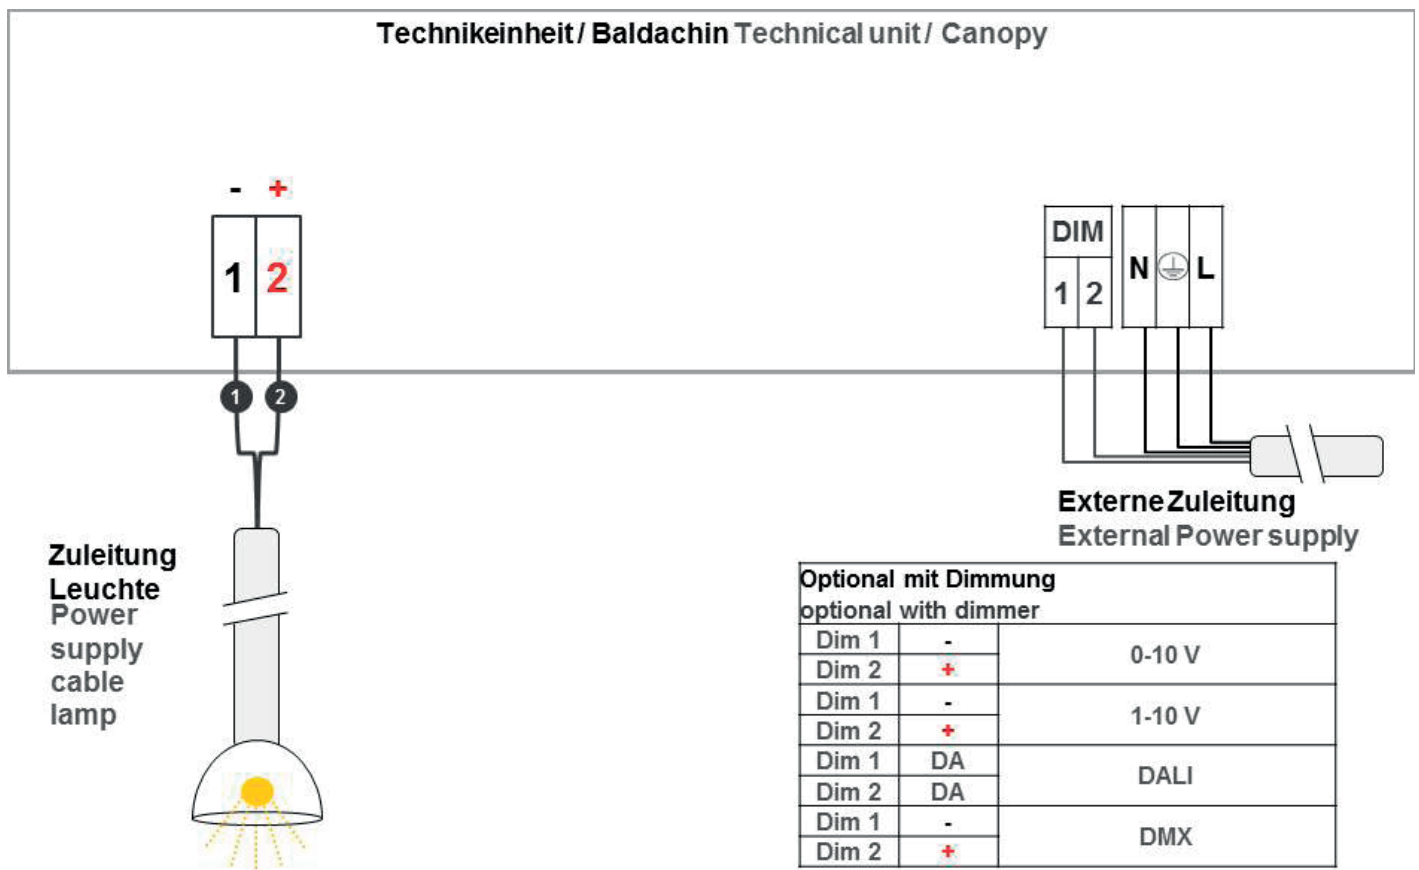 Technikeinheit / Baldachin Technical unit / Canopy
- +
1 2
DIM
1 2
N L
1 2
Externe Zuleitung
External Power supply
Zuleitung
Leuchte
Power
supply
cable
lamp
Optional mit Dimmung
optional with dimmer
Dim 1 -
Dim 2 +
0-10 V
Dim 1 -
Dim 2 +
1-10 V
Dim 1 DA
Dim 2 DA
DALI
Dim 1 -
Dim 2 +
DMX